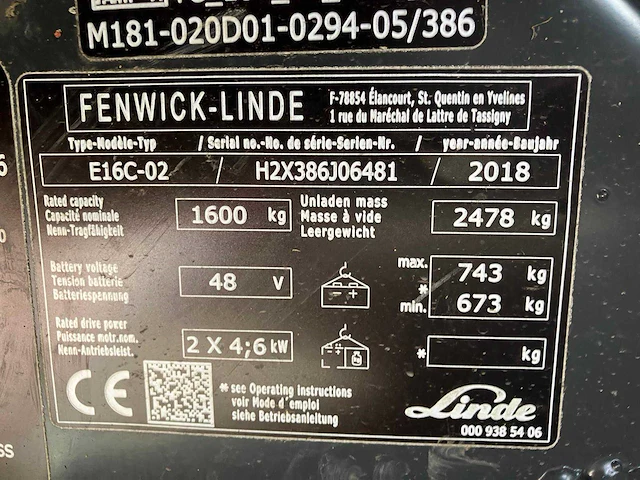 M181-020D01-0294-05/386
FENWICK-LINDE
F-78854 Élancourt, St. Quentin en Yvelines
1 rue du Maréchal de Lattre de Tassigny
Type-Modèle-Typ / Serial no.-No. de série-Serien-Nr. / year-année-Baujahr
E16C-02 / H2X386J06481 / 2018
Rated capacity
Capacité nominale
Nenn-Tragfähigkeit
1600 kg
Unladen mass
Masse à vide
Leergewicht
2478 kg
Battery voltage
Tension batterie
Batteriespannung
48 V
max. 743 kg
*
min. 673 kg
Rated drive power
Puissance motr.nom.
Nenn-Antriebsleist.
2 X 4;6 kW
* kg
CE
* see Operating instructions
voir Mode d'emploi
siehe Betriebsanleitung
Linde
000 938 54 06